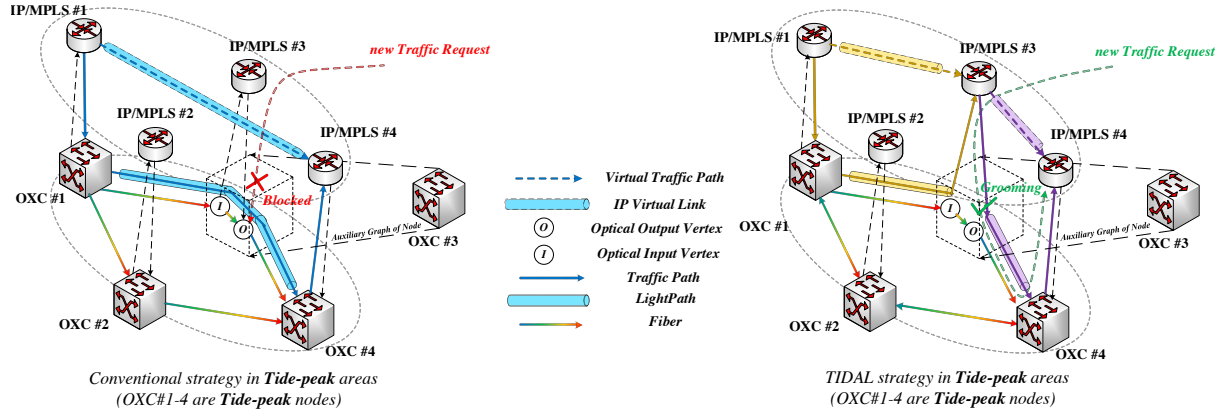 IP/MPLS #1
IP/MPLS #3
new Traffic Request
IP/MPLS #2
IP/MPLS #4
OXC #1
Blocked
I
O
Auxiliary Graph of Node
OXC #3
OXC #2
OXC #4
Conventional strategy in Tide-peak areas
(OXC#1-4 are Tide-peak nodes)
Virtual Traffic Path
IP Virtual Link
O
Optical Output Vertex
I
Optical Input Vertex
Traffic Path
LightPath
Fiber
IP/MPLS #1
IP/MPLS #3
new Traffic Request
IP/MPLS #2
IP/MPLS #4
Grooming
OXC #1
I
O
Auxiliary Graph of Node
OXC #3
OXC #2
OXC #4
TIDAL strategy in Tide-peak areas
(OXC#1-4 are Tide-peak nodes)